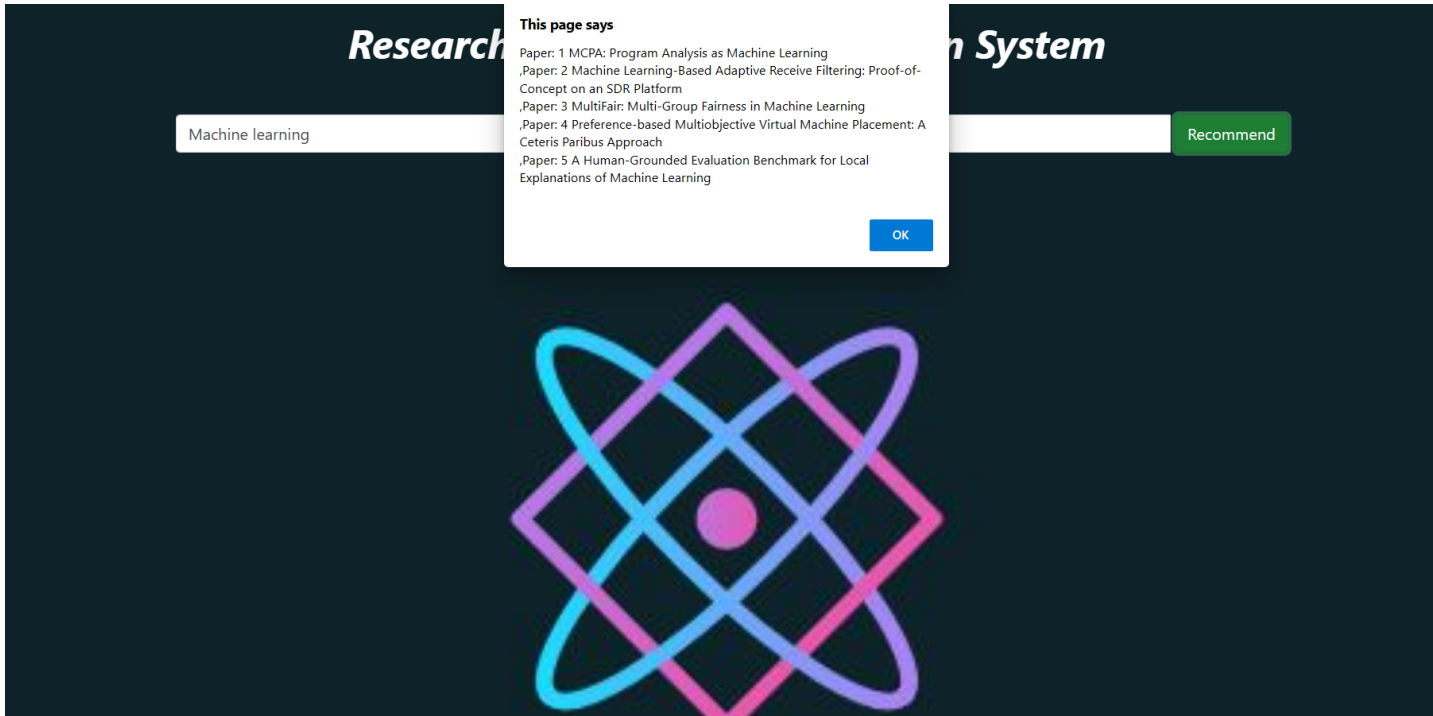 Research
n System
This page says
Paper: 1 MCPA: Program Analysis as Machine Learning
,Paper: 2 Machine Learning-Based Adaptive Receive Filtering: Proof-of-
Concept on an SDR Platform
,Paper: 3 MultiFair: Multi-Group Fairness in Machine Learning
,Paper: 4 Preference-based Multiobjective Virtual Machine Placement: A
Ceteris Paribus Approach
,Paper: 5 A Human-Grounded Evaluation Benchmark for Local
Explanations of Machine Learning
OK
Machine learning
Recommend